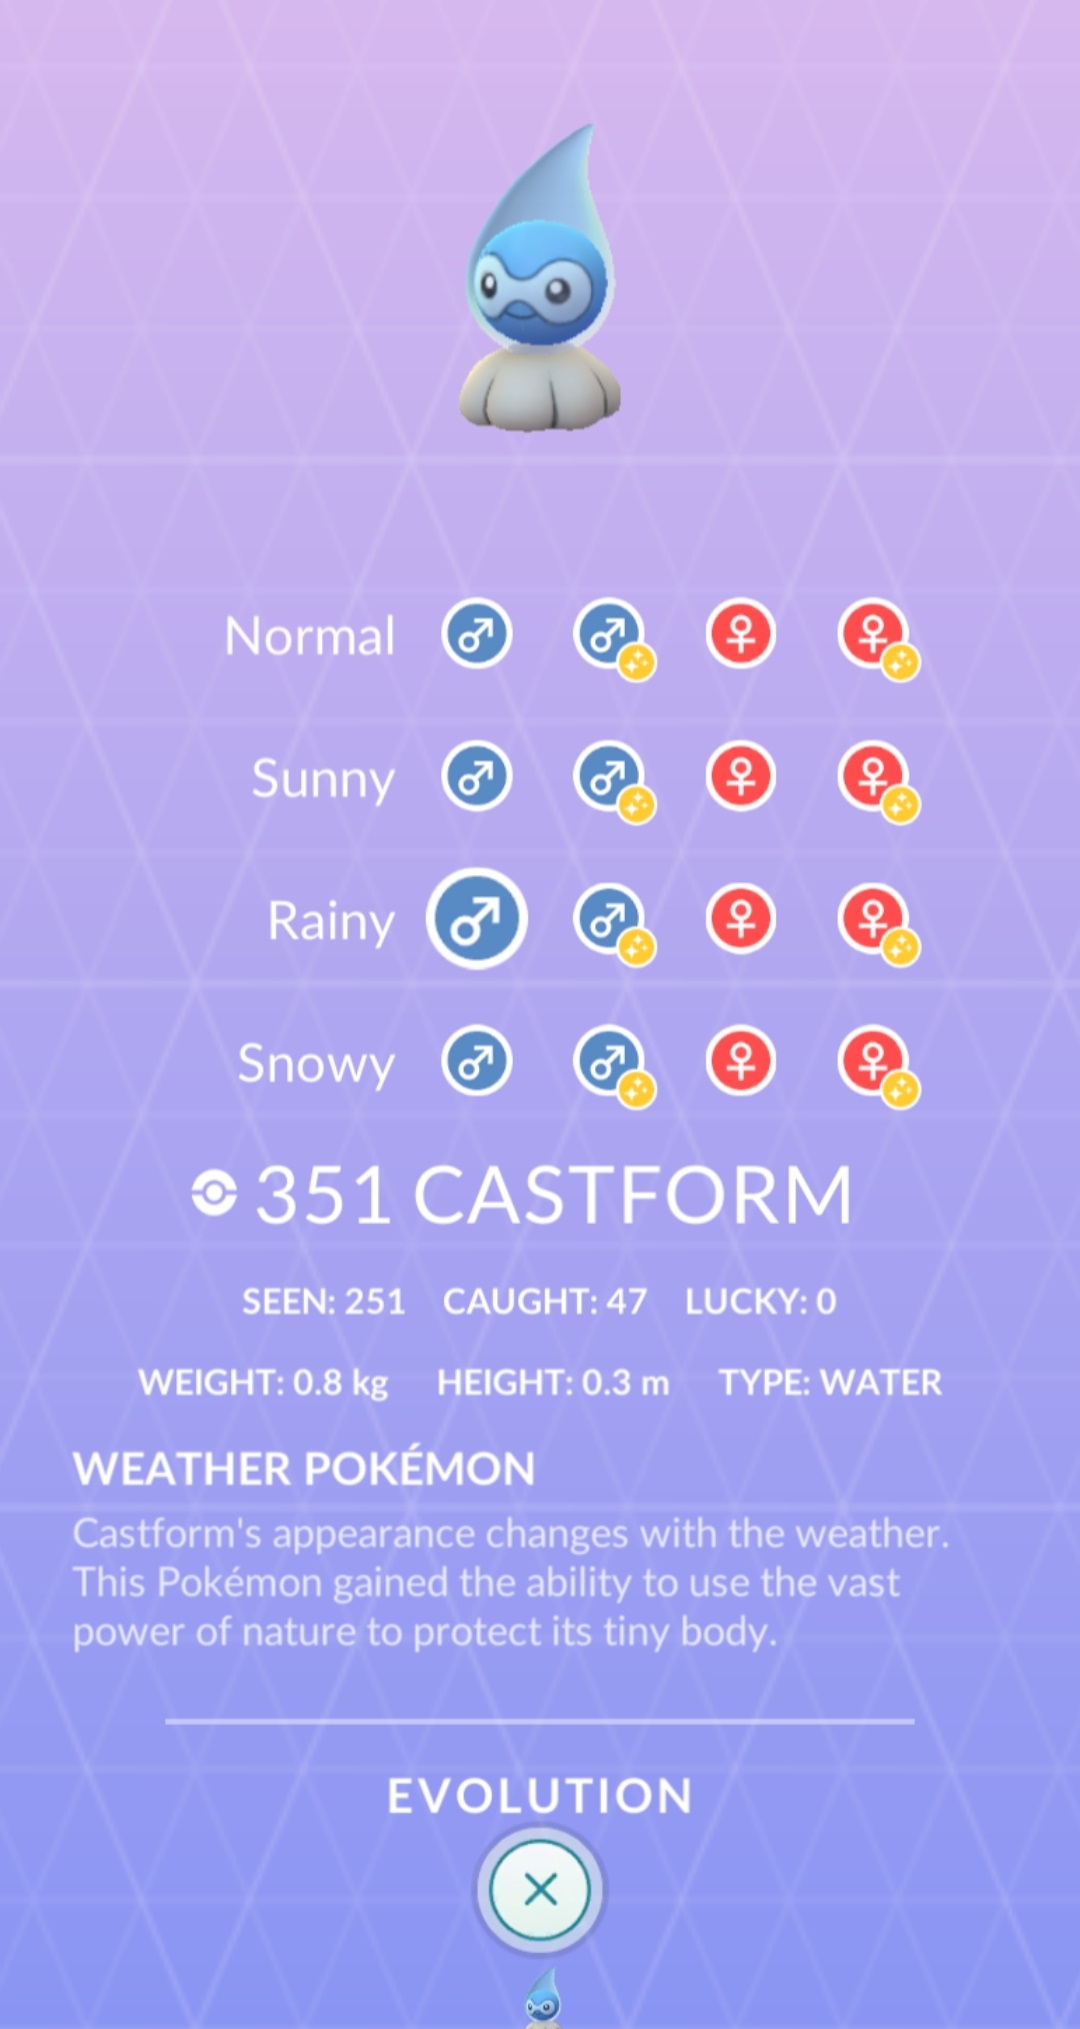 Normal
Sunny
Rainy
Snowy
351 CASTFORM
SEEN: 251 CAUGHT: 47 LUCKY: 0
WEIGHT: 0.8 kg HEIGHT: 0.3 m TYPE: WATER
WEATHER POKÉMON
Castform's appearance changes with the weather.
This Pokémon gained the ability to use the vast
power of nature to protect its tiny body.
EVOLUTION